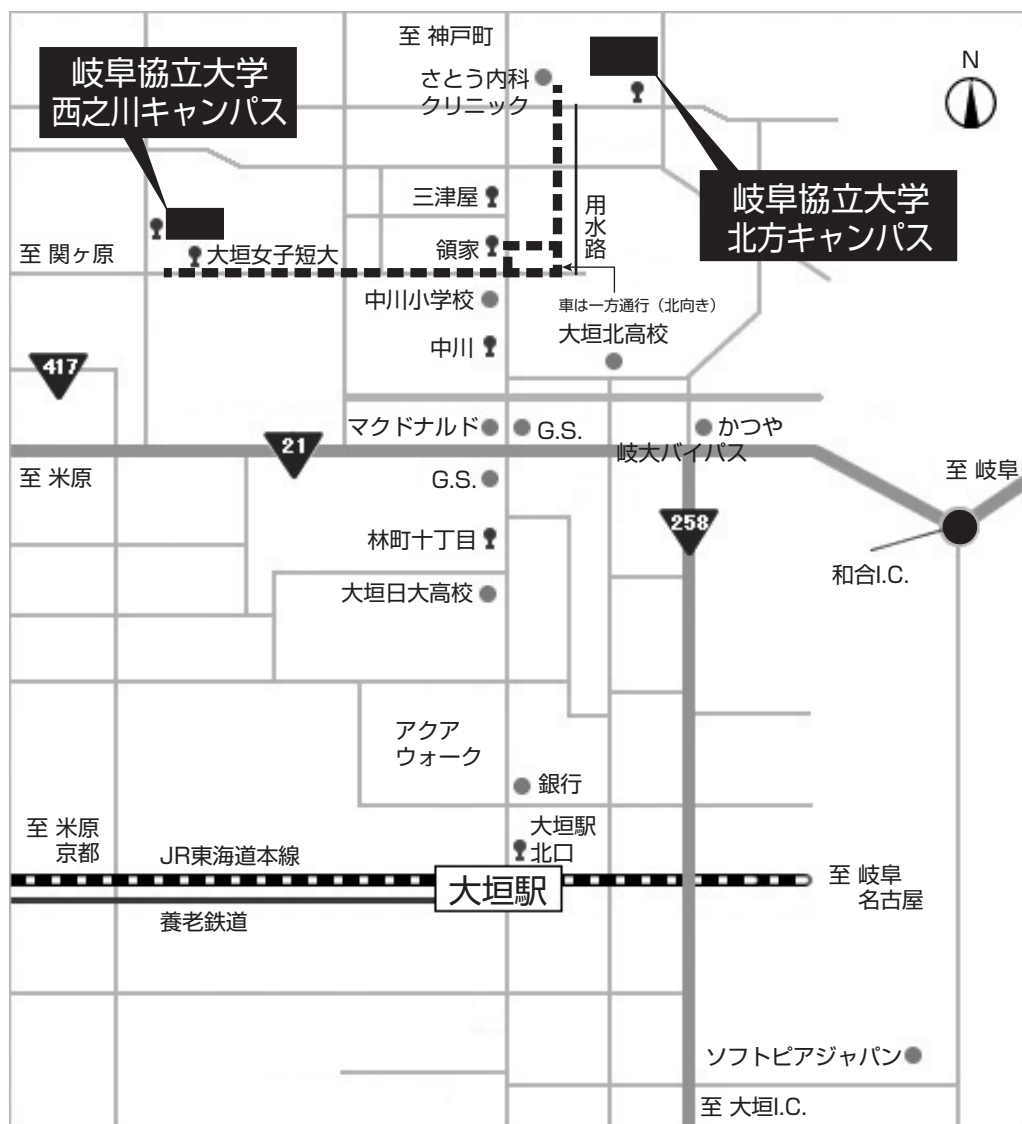 至 神戸町
岐阜協立大学
西之川キャンパス
さとう内科
クリニック
N
岐阜協立大学
北方キャンパス
三津屋
用水路
至 関ヶ原
大垣女子短大
領家
中川小学校
車は一方通行（北向き）
大垣北高校
中川
417
マクドナルド
G.S.
かつや
21
岐大バイパス
至 米原
G.S.
至 岐阜
258
林町十丁目
和合I.C.
大垣日大高校
アクア
ウォーク
銀行
至 米原
京都
大垣駅
北口
JR東海道本線
大垣駅
至 岐阜
名古屋
養老鉄道
ソフトピアジャパン
至 大垣I.C.